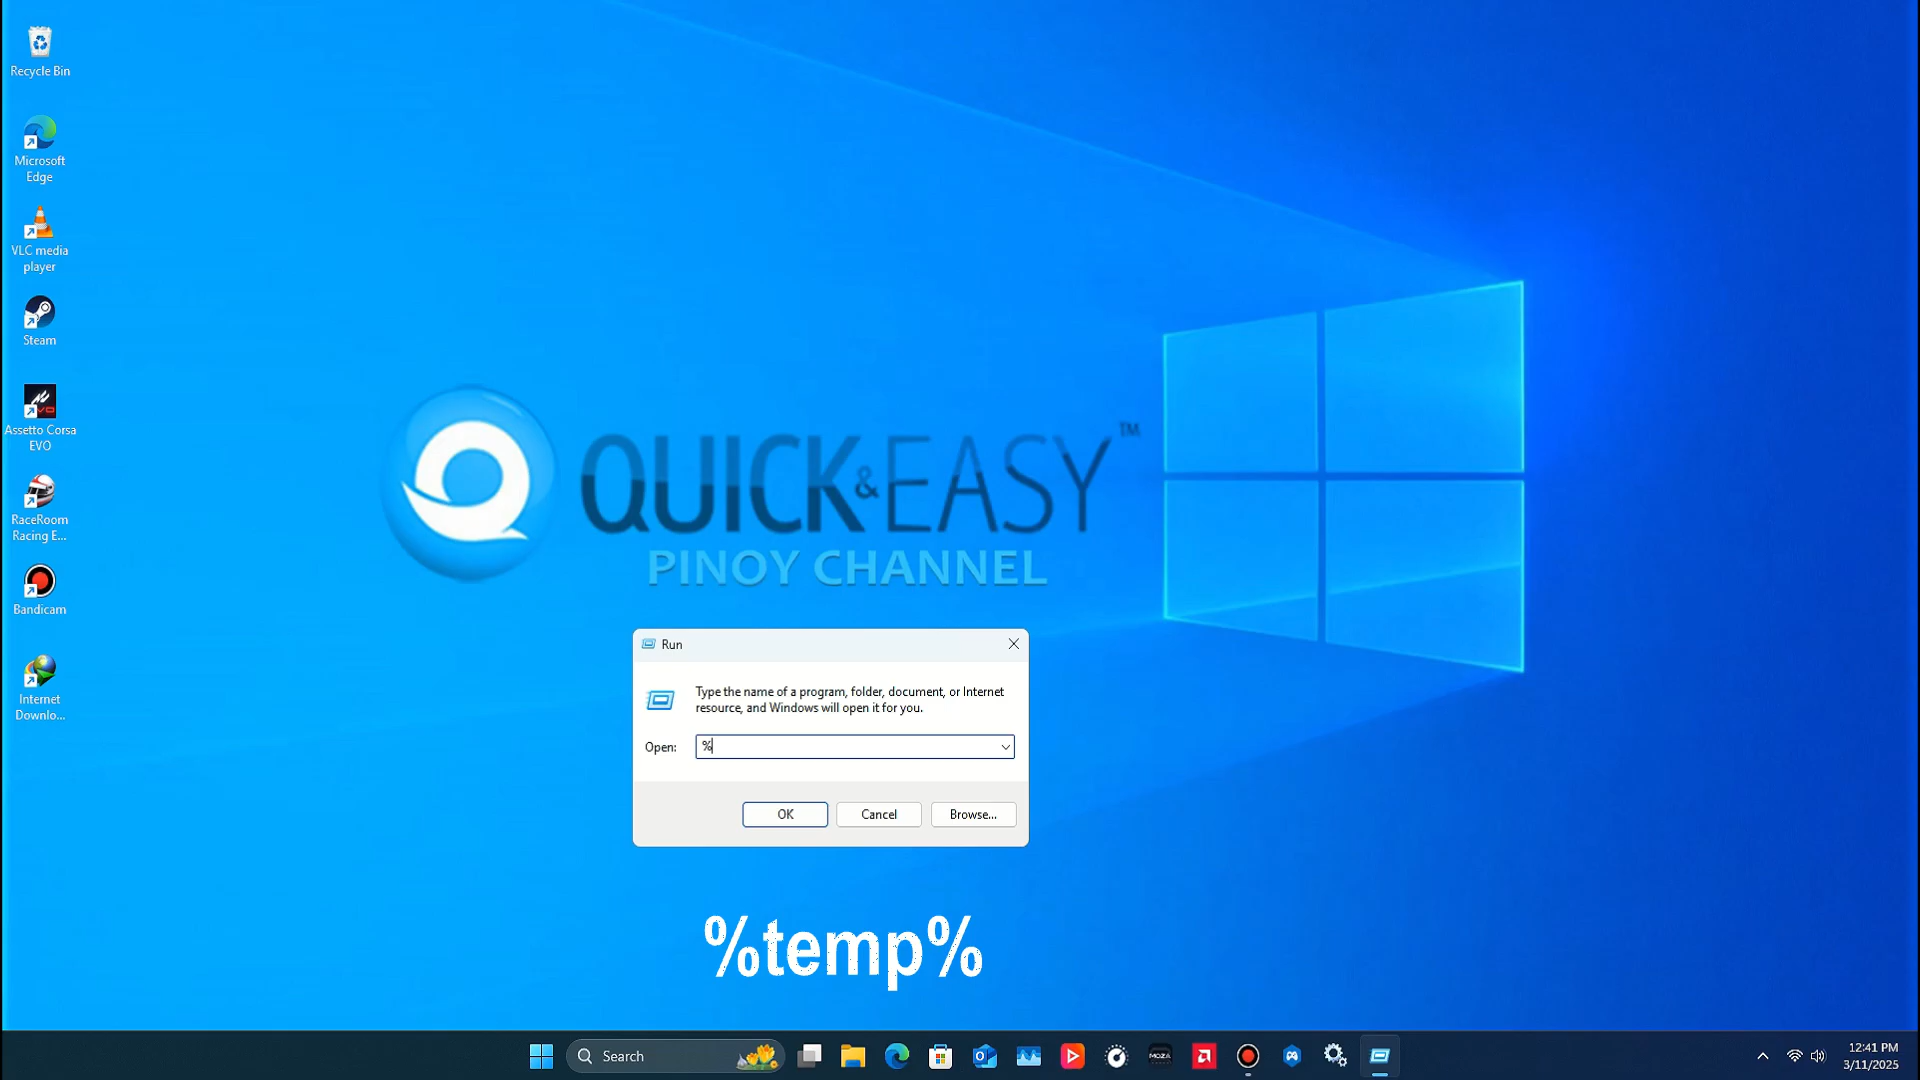 Recycle Bin
Microsoft
Edge
VLC media
player
Steam
Assetto Corsa
EVO
RaceRoom
Racing E...
Bandicam
Internet
Downlo...
QUICK&EASY™
PINOY CHANNEL
Run
Type the name of a program, folder, document, or Internet
resource, and Windows will open it for you.
Open:
%
OK
Cancel
Browse...
%temp%
Search
MOZA
12:41 PM
3/11/2025